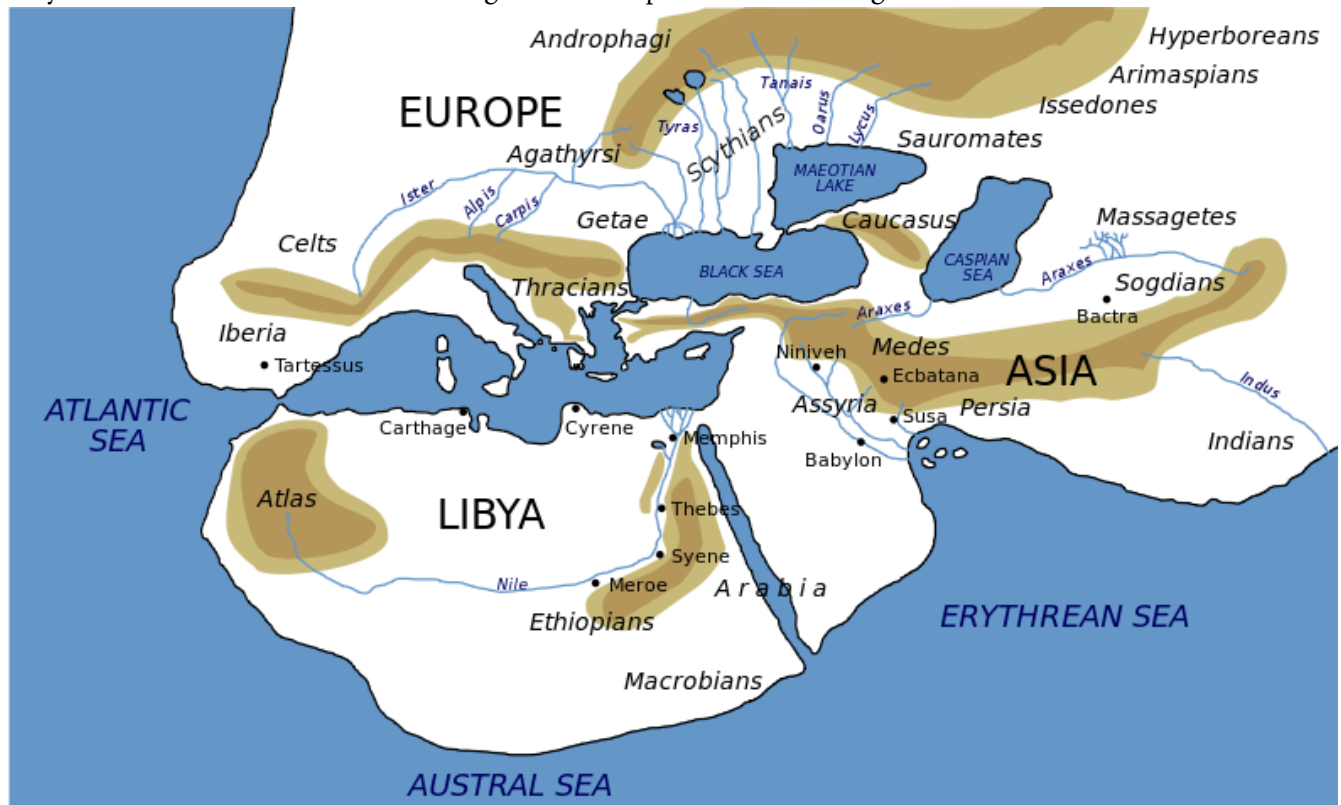 Androphagi
Hyperboreans
Arimaspians
Issedones
Tanais
Oarus
Lycus
EUROPE
Tyras
Scythians
Sauromates
Agathyrsi
MAEOTIAN
LAKE
Ister
Alpis
Carpis
Getae
Caucasus
Massagetes
Celts
BLACK SEA
CASPIAN
SEA
Araxes
Sogdians
Thracians
Araxes
Bactra
Iberia
Tartessus
Niniveh
Medes
Ecbatana
ASIA
Indus
ATLANTIC
SEA
Assyria
Susa
Persia
Carthage
Cyrene
Memphis
Babylon
Indians
Atlas
LIBYA
Thebes
Syene
Nile
Meroe
Arabia
Ethiopians
ERYTHREAN SEA
Macrobians
AUSTRAL SEA